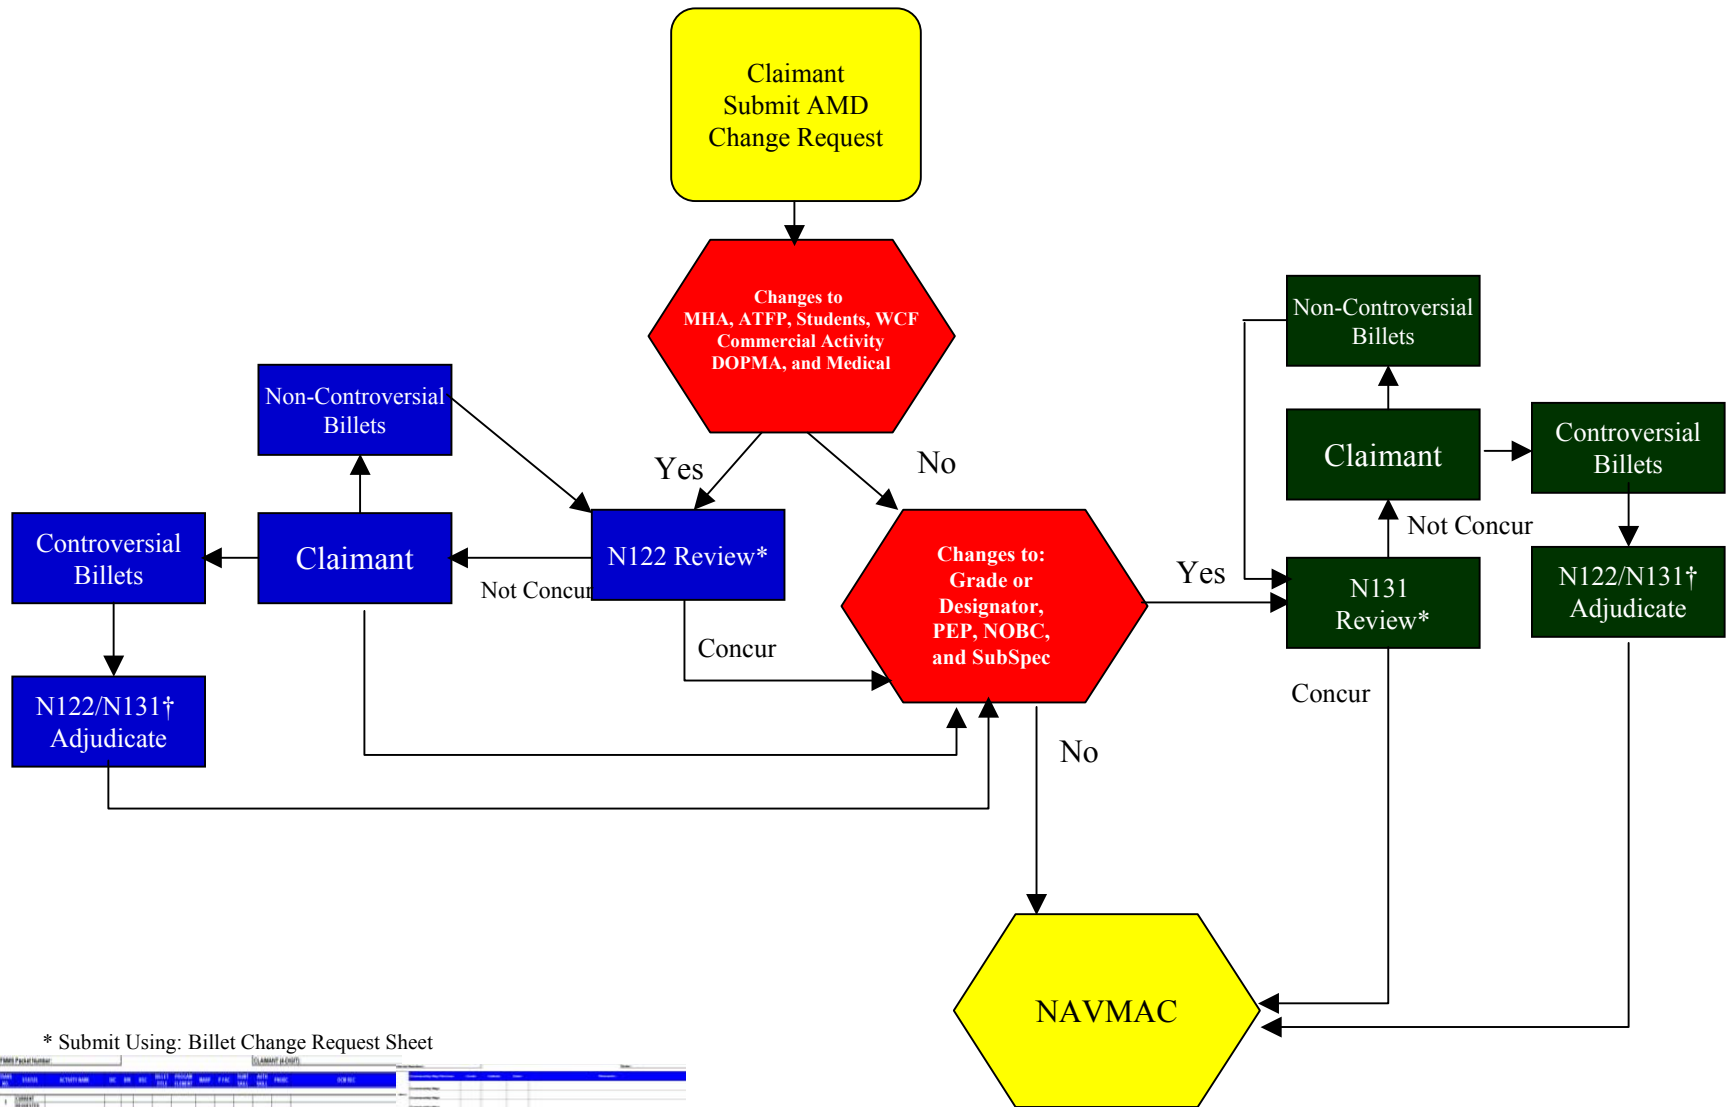 Claimant
Submit AMD
Change Request
Changes to
MHA, ATFP, Students, WCF
Commercial Activity
DOPMA, and Medical
Yes
No
Non-Controversial
Billets
Controversial
Billets
Claimant
Not Concur
N122 Review*
Concur
N122/N131†
Adjudicate
Changes to:
Grade or
Designator,
PEP, NOBC,
and SubSpec
Yes
No
Non-Controversial
Billets
Claimant
Controversial
Billets
Not Concur
N131
Review*
Concur
N122/N131†
Adjudicate
NAVMAC
* Submit Using: Billet Change Request Sheet